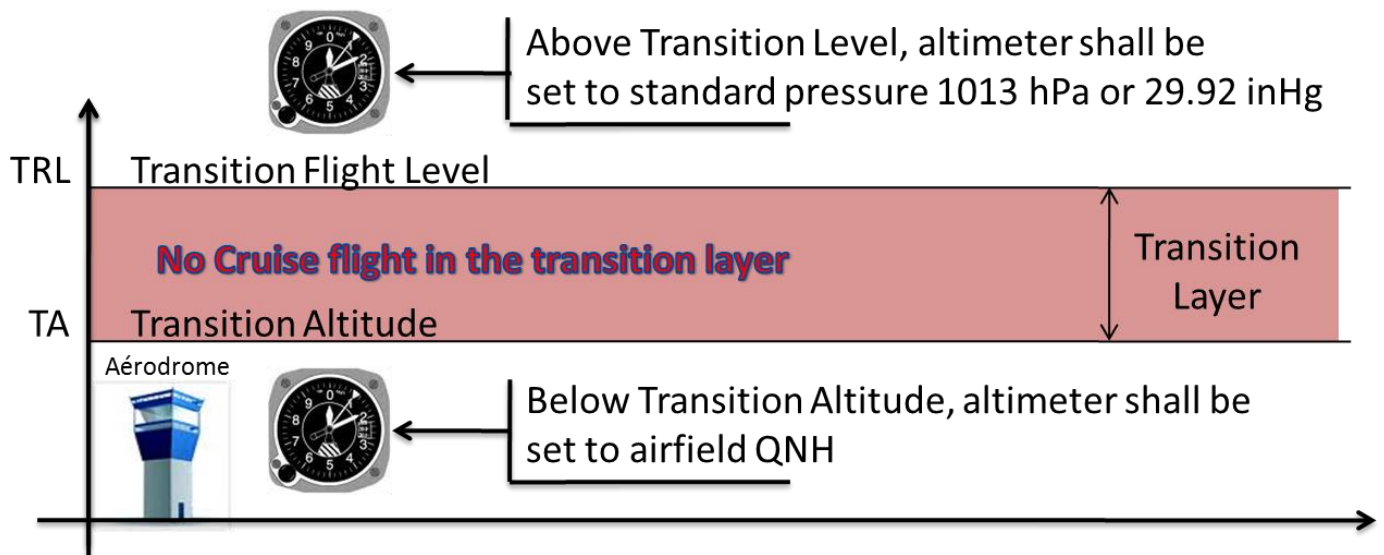 Above Transition Level, altimeter shall be
set to standard pressure 1013 hPa or 29.92 inHg
TRL
Transition Flight Level
No Cruise flight in the transition layer
Transition
Layer
TA
Transition Altitude
Aérodrome
Below Transition Altitude, altimeter shall be
set to airfield QNH